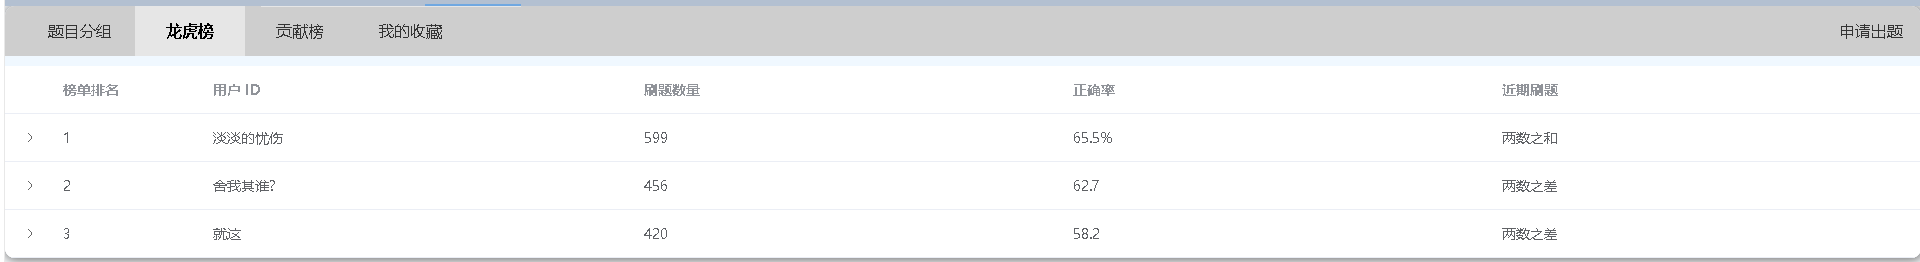 题目分组 龙虎榜 贡献榜 我的收藏 申请出题
榜单排名 用户 ID 刷题数量 正确率 近期刷题
1 淡淡的忧伤 599 65.5% 两数之和
2 舍我其谁? 456 62.7 两数之差
3 就这 420 58.2 两数之差